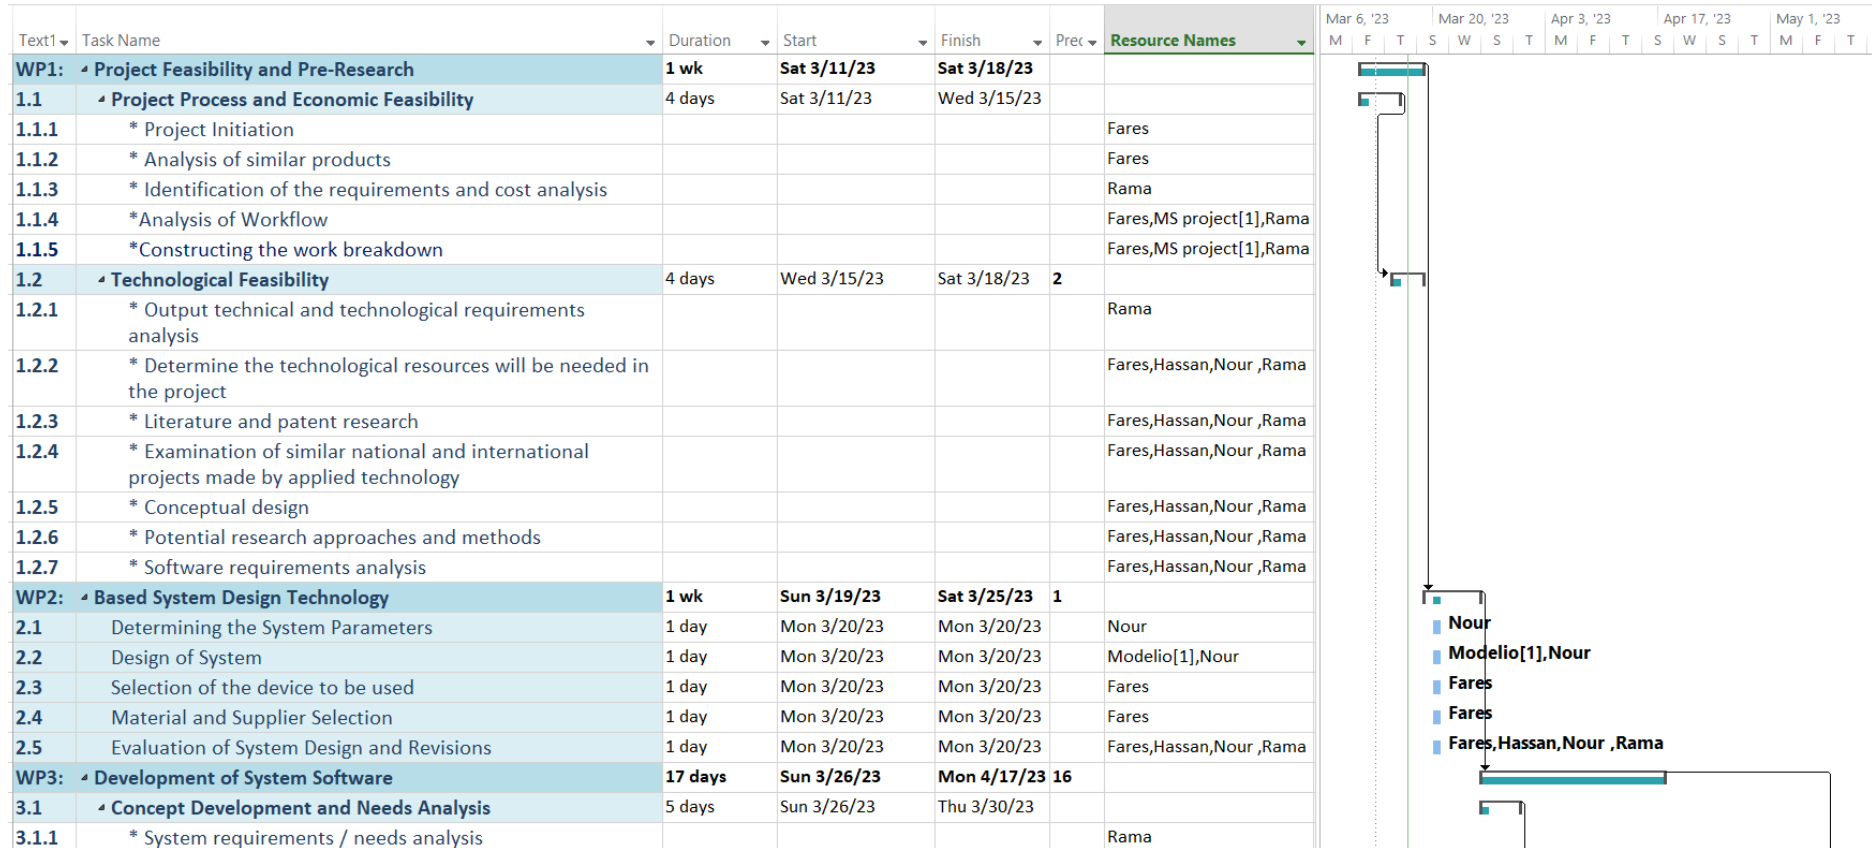 Mar 6, '23 Mar 20, '23 Apr 3, '23 Apr 17, '23 May 1, '23
Text1 Task Name Duration Start Finish Prec Resource Names M F T S W S T M F T S W S T M F T
WP1: Project Feasibility and Pre-Research 1 wk Sat 3/11/23 Sat 3/18/23
1.1 Project Process and Economic Feasibility 4 days Sat 3/11/23 Wed 3/15/23
1.1.1 * Project Initiation Fares
1.1.2 * Analysis of similar products Fares
1.1.3 * Identification of the requirements and cost analysis Rama
1.1.4 *Analysis of Workflow Fares,MS project[1],Rama
1.1.5 *Constructing the work breakdown Fares,MS project[1],Rama
1.2 Technological Feasibility 4 days Wed 3/15/23 Sat 3/18/23 2
1.2.1 * Output technical and technological requirements Rama
analysis
1.2.2 * Determine the technological resources will be needed in Fares,Hassan,Nour ,Rama
the project
1.2.3 * Literature and patent research Fares,Hassan,Nour ,Rama
1.2.4 * Examination of similar national and international Fares,Hassan,Nour ,Rama
projects made by applied technology
1.2.5 * Conceptual design Fares,Hassan,Nour ,Rama
1.2.6 * Potential research approaches and methods Fares,Hassan,Nour ,Rama
1.2.7 * Software requirements analysis Fares,Hassan,Nour ,Rama
WP2: Based System Design Technology 1 wk Sun 3/19/23 Sat 3/25/23 1
2.1 Determining the System Parameters 1 day Mon 3/20/23 Mon 3/20/23 Nour Nour
2.2 Design of System 1 day Mon 3/20/23 Mon 3/20/23 Modelio[1],Nour Modelio[1],Nour
2.3 Selection of the device to be used 1 day Mon 3/20/23 Mon 3/20/23 Fares Fares
2.4 Material and Supplier Selection 1 day Mon 3/20/23 Mon 3/20/23 Fares Fares
2.5 Evaluation of System Design and Revisions 1 day Mon 3/20/23 Mon 3/20/23 Fares,Hassan,Nour ,Rama Fares,Hassan,Nour ,Rama
WP3: Development of System Software 17 days Sun 3/26/23 Mon 4/17/23 16
3.1 Concept Development and Needs Analysis 5 days Sun 3/26/23 Thu 3/30/23
3.1.1 * System requirements / needs analysis Rama